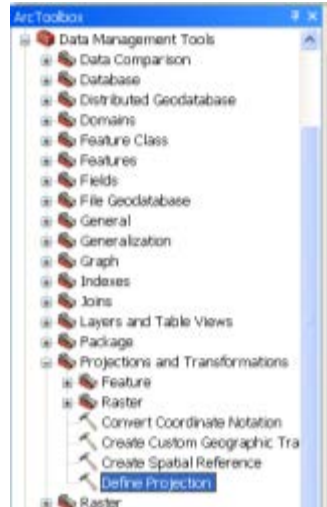 ArcToolbox
Data Management Tools
Data Comparison
Database
Distributed Geodatabase
Domains
Feature Class
Features
Fields
File Geodatabase
General
Generalization
Graph
Indexes
Joins
Layers and Table Views
Package
Projections and Transformations
Feature
Raster
Convert Coordinate Notation
Create Custom Geographic Tra
Create Spatial Reference
Define Projection
Raster